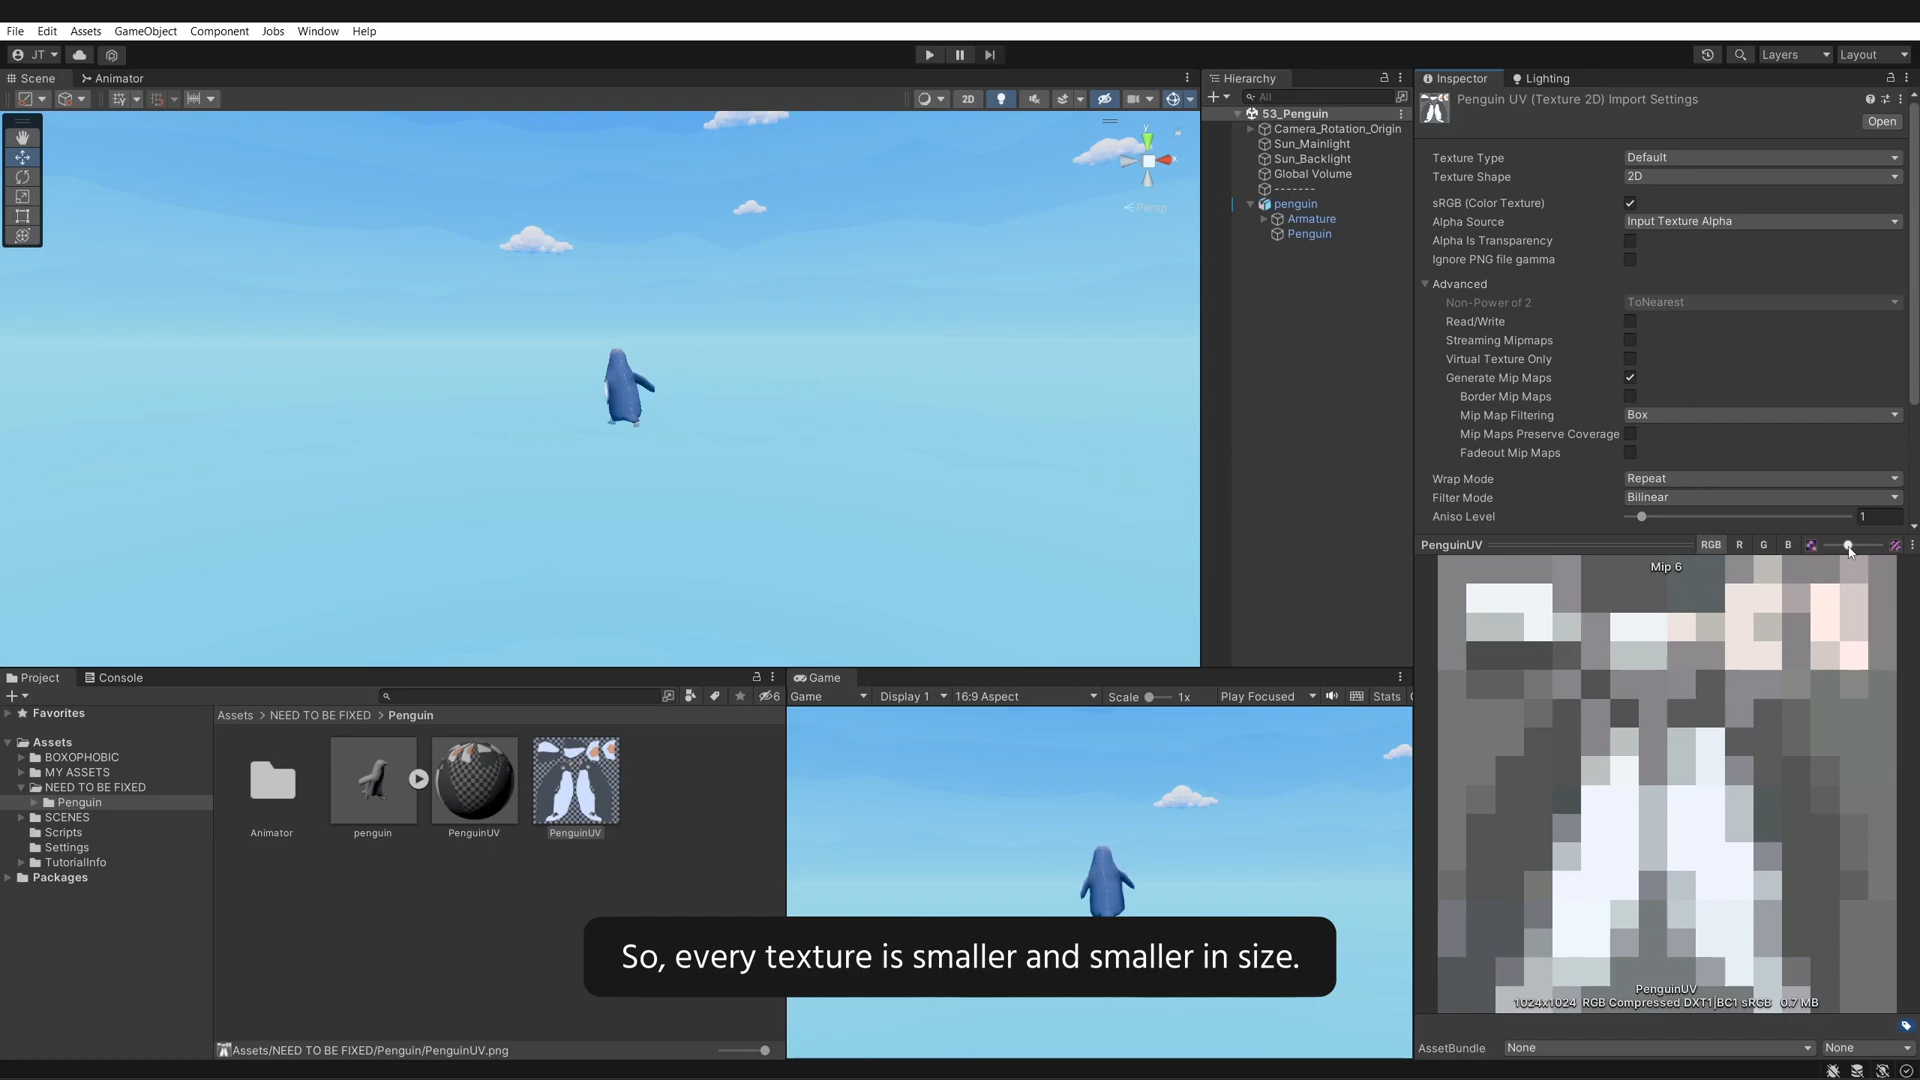 File Edit Assets GameObject Component Jobs Window Help
JT Layers Layout
Scene Animator
2D
y
x
Persp
Hierarchy
All
53_Penguin
Camera_Rotation_Origin
Sun_Mainlight
Sun_Backlight
Global Volume
-------
penguin
Armature
Penguin
Inspector Lighting
Penguin UV (Texture 2D) Import Settings
Open
Texture Type Default
Texture Shape 2D
sRGB (Color Texture)
Alpha Source Input Texture Alpha
Alpha Is Transparency
Ignore PNG file gamma
Advanced
Non-Power of 2 ToNearest
Read/Write
Streaming Mipmaps
Virtual Texture Only
Generate Mip Maps
Border Mip Maps
Mip Map Filtering Box
Mip Maps Preserve Coverage
Fadeout Mip Maps
Wrap Mode Repeat
Filter Mode Bilinear
Aniso Level 1
PenguinUV RGB R G B
Mip 6
PenguinUV
1024x1024 RGB Compressed DXT1|BC1 sRGB 0.7 MB
AssetBundle None None
Project Console
6
Favorites
Assets
BOXOPHOBIC
MY ASSETS
NEED TO BE FIXED
Penguin
SCENES
Scripts
Settings
TutorialInfo
Packages
Assets > NEED TO BE FIXED > Penguin
Animator penguin PenguinUV PenguinUV
Assets/NEED TO BE FIXED/Penguin/PenguinUV.png
Game
Game Display 1 16:9 Aspect Scale 1x Play Focused Stats
So, every texture is smaller and smaller in size.